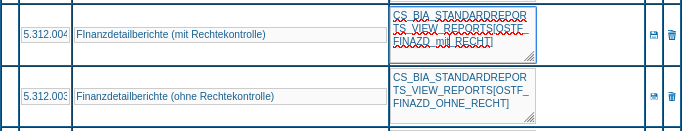 5.312.004 FInanzdetailberichte (mit Rechtekontrolle) CS_BIA_STANDARDREPOR
TS_VIEW_REPORTS[OSTF_
FINAZD_mit_RECHT]
5.312.003 Finanzdetailberichte (ohne Rechtekontrolle) CS_BIA_STANDARDREPOR
TS_VIEW_REPORTS[OSTF_
FINAZD_OHNE_RECHT]